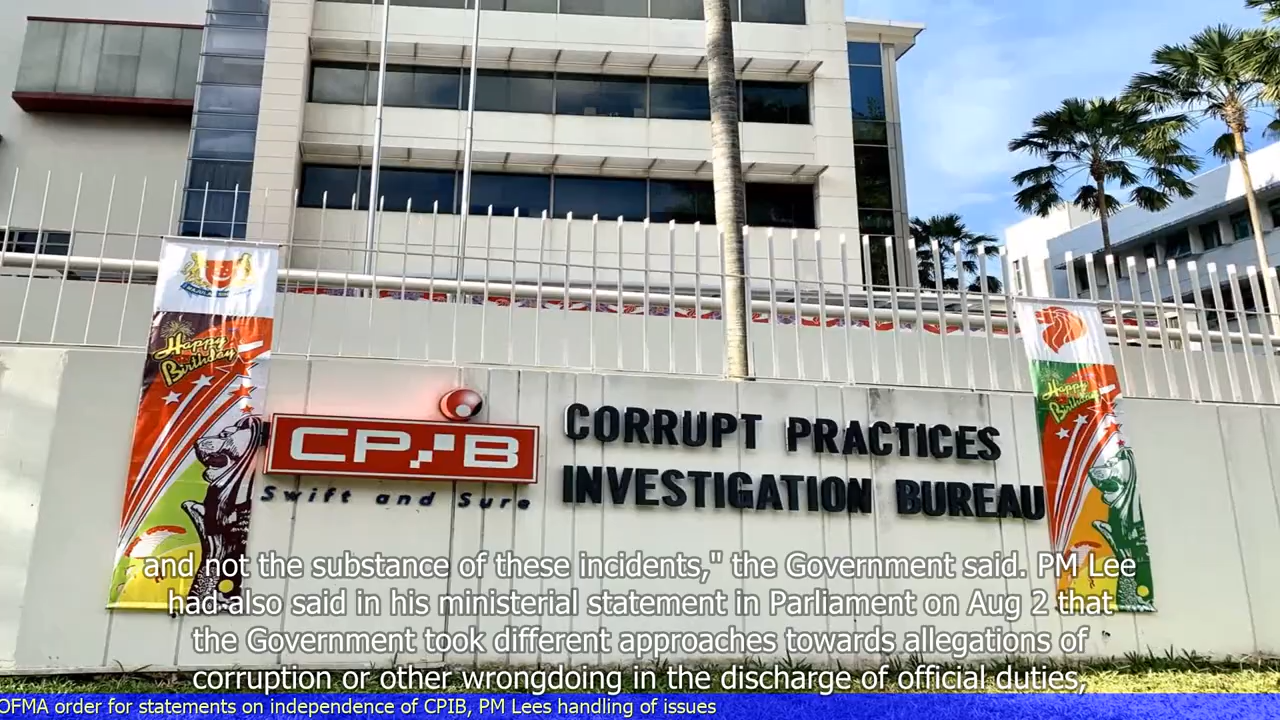 Happy
Birthday
Happy
Birthday
CPIB
Swift and Sure
CORRUPT PRACTICES
INVESTIGATION BUREAU
and not the substance of these incidents," the Government said. PM Lee
had also said in his ministerial statement in Parliament on Aug 2 that
the Government took different approaches towards allegations of
corruption or other wrongdoing in the discharge of official duties,
OFMA order for statements on independence of CPIB, PM Lees handling of issues